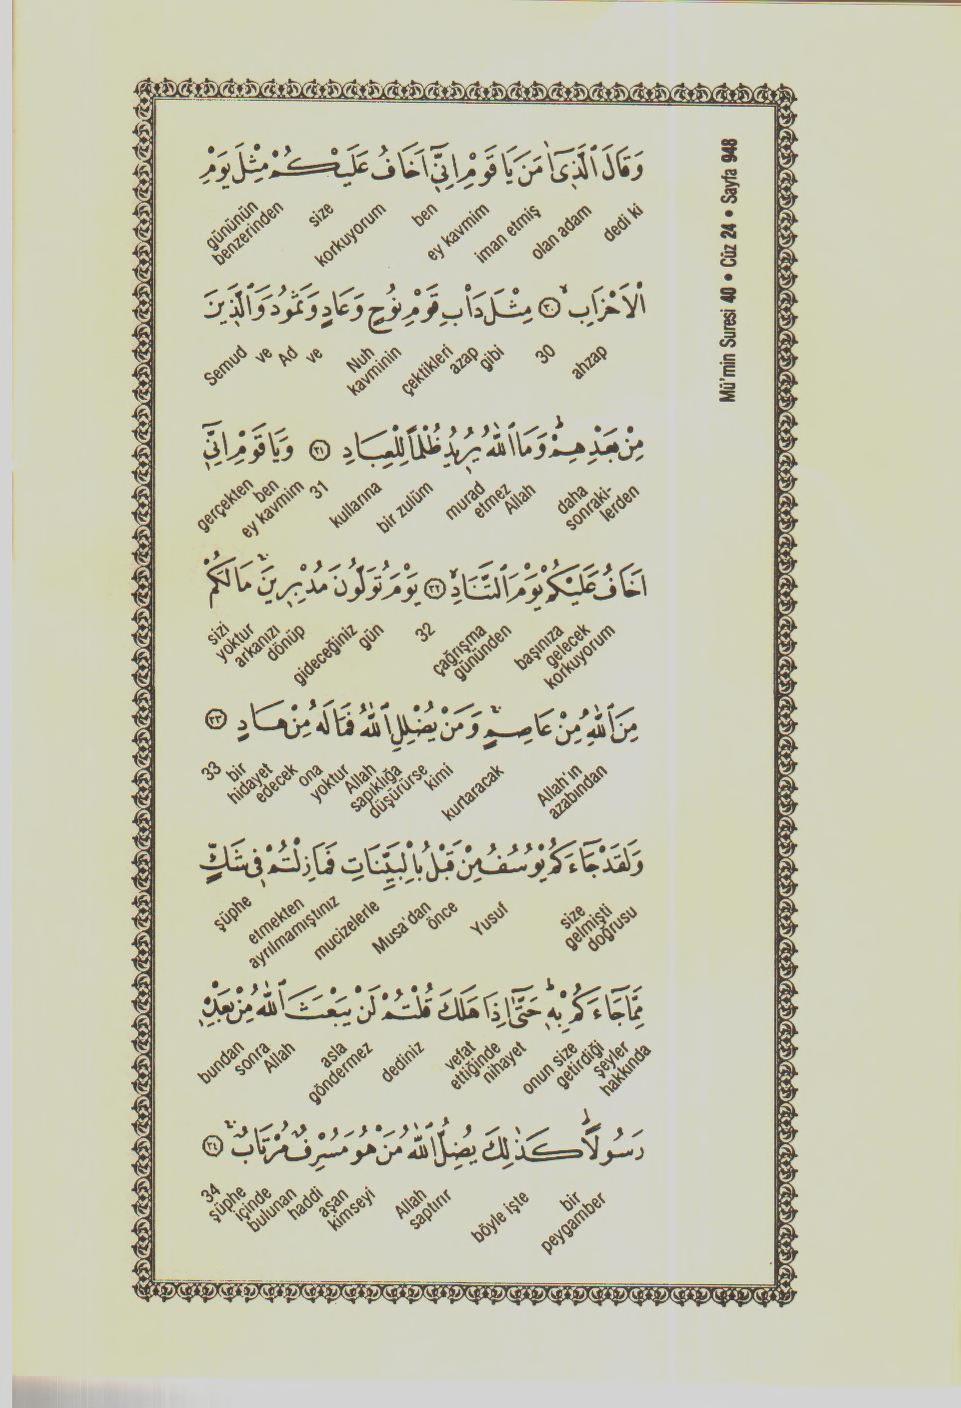 Mü'min Suresi 40 • Cüz 24 • Sayfa 948
وَقَالَ الَّذِىٓ اٰمَنَ يَا قَوْمِ اِنّ۪ٓى اَخَافُ عَلَيْكُمْ مِثْلَ يَوْمِ
dedi ki olan adam iman etmiş ey kavmim ben korkuyorum size benzerinden gününün
الْاَحْزَابِۙ ﴿٣٠﴾ مِثْلَ دَاْبِ قَوْمِ نُوحٍ وَعَادٍ وَثَمُودَ وَالَّذ۪ينَ
ahzap 30 gibi azap çektikleri Nuh kavminin ve Ad ve Semud
مِنْ بَعْدِهِمْۜ وَمَا اللّٰهُ يُر۪يدُ ظُلْمًا لِلْعِبَادِ ﴿٣١﴾ وَيَا قَوْمِ اِنّ۪ٓى
daha sonraki- lerden Allah murad etmez bir zulüm kullarına 31 ey kavmim ben gerçekten
اَخَافُ عَلَيْكُمْ يَوْمَ التَّنَادِۙ ﴿٣٢﴾ يَوْمَ تُوَلُّونَ مُدْبِر۪ينَۚ مَا لَكُمْ
başınıza gelecek korkuyorum çağrışma gününden 32 gün gideceğiniz arkanızı dönüp yoktur sizi
مِنَ اللّٰهِ مِنْ عَاصِمٍۚ وَمَنْ يُضْلِلِ اللّٰهُ فَمَا لَهُ مِنْ هَادٍ ﴿٣٣﴾
Allah'ın azabından kurtaracak kimi Allah sapıklığa düşürürse ona yoktur bir hidayet edecek 33
وَلَقَدْ جَاءَكُمْ يُوسُفُ مِنْ قَبْلُ بِالْبَيِّنَاتِ فَمَا زِلْتُمْ ف۪ى شَكٍّ
size gelmişti doğrusu Yusuf Musa'dan önce mucizelerle etmekten ayrılmamıştınız şüphe
مِمَّا جَاءَكُمْ بِه۪ۜ حَتّٰٓى اِذَا هَلَكَ قُلْتُمْ لَنْ يَبْعَثَ اللّٰهُ مِنْ بَعْدِه۪
onun size getirdiği şeyler hakkında vefat ettiğinde nihayet dediniz asla göndermez Allah bundan sonra
رَسُولًاۜ كَذٰلِكَ يُضِلُّ اللّٰهُ مَنْ هُوَ مُسْرِفٌ مُرْتَابٌۚ ﴿٣٤﴾
bir peygamber böyle işte Allah saptırır haddi aşan kimseyi şüphe içinde bulunan 34